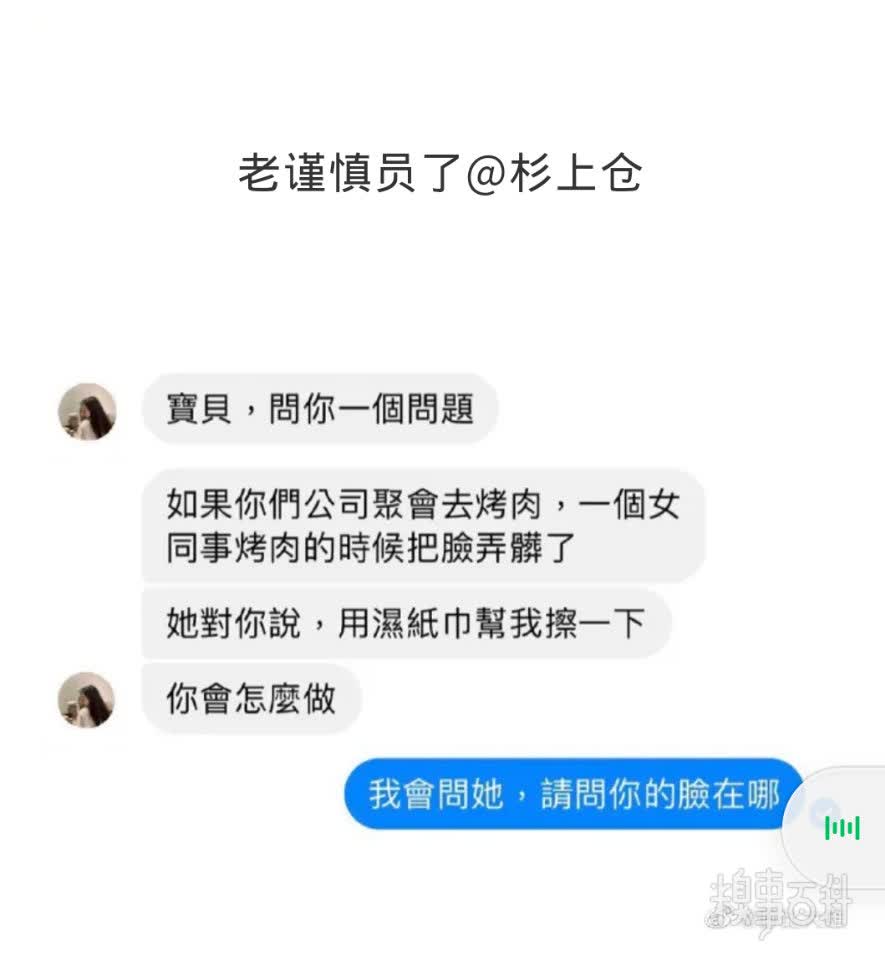 老谨慎员了@杉上仓
寶貝，問你一個問題
如果你們公司聚會去烤肉，一個女
同事烤肉的時候把臉弄髒了
她對你說，用濕紙巾幫我擦一下
你會怎麼做
我會問她，請問你的臉在哪
糗事百科